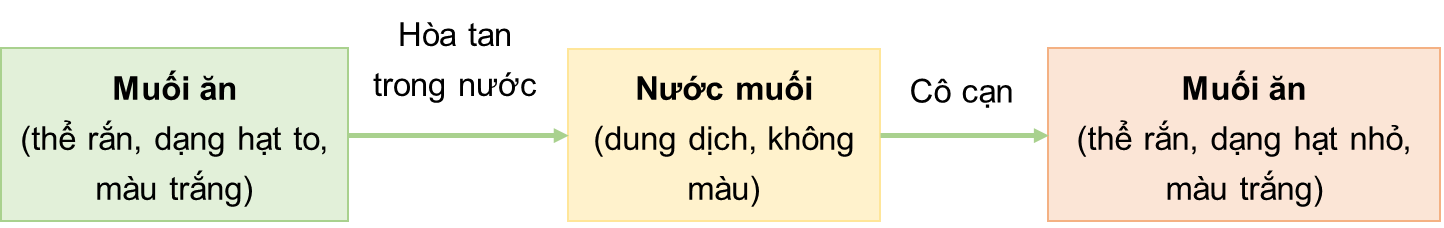 Muối ăn
(thể rắn, dạng hạt to,
màu trắng)
Hòa tan
trong nước
Nước muối
(dung dịch, không
màu)
Cô cạn
Muối ăn
(thể rắn, dạng hạt nhỏ,
màu trắng)